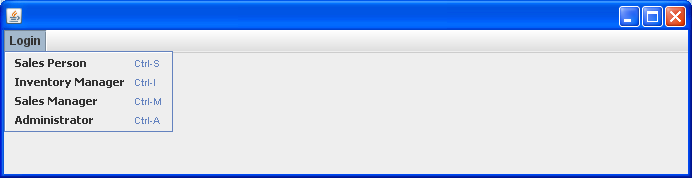 Login
Sales Person Ctrl-S
Inventory Manager Ctrl-I
Sales Manager Ctrl-M
Administrator Ctrl-A